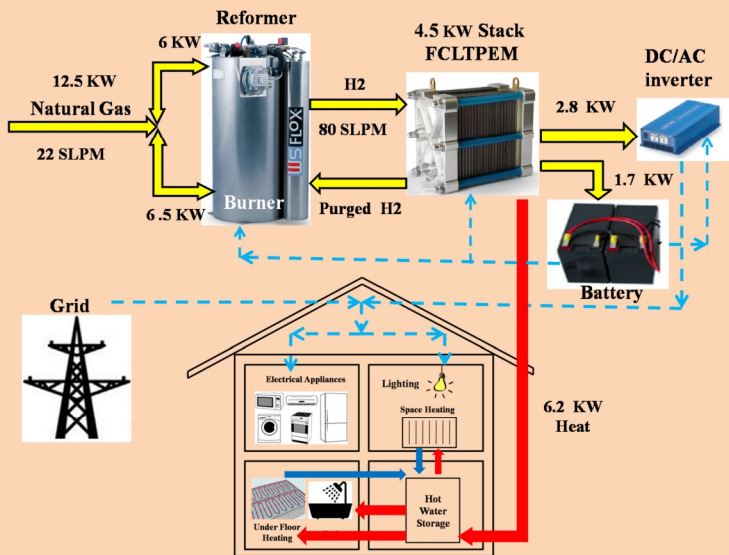 Reformer
4.5 KW Stack
FCLTPEM
DC/AC
inverter
6 KW
12.5 KW
Natural Gas
22 SLPM
6 .5 KW
FLOX
Burner
H2
80 SLPM
Purged H2
2.8 KW
1.7 KW
Battery
Grid
Electrical Appliances
Lighting
Space Heating
6.2 KW
Heat
Under Floor
Heating
Hot
Water
Storage